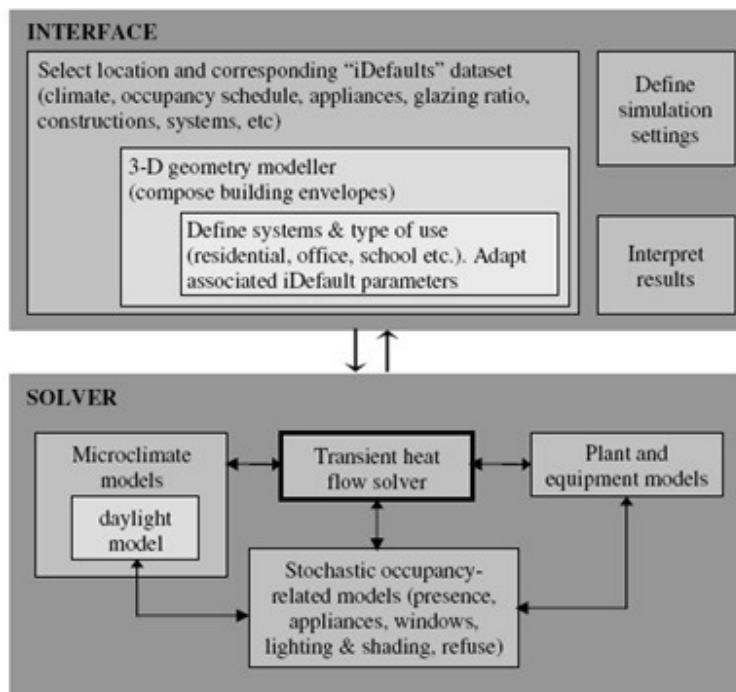 INTERFACE
Select location and corresponding “iDefaults” dataset
(climate, occupancy schedule, appliances, glazing ratio,
constructions, systems, etc)
3-D geometry modeller
(compose building envelopes)
Define systems & type of use
(residential, office, school etc.). Adapt
associated iDefault parameters
Define
simulation
settings
Interpret
results
SOLVER
Microclimate
models
daylight
model
Transient heat
flow solver
Plant and
equipment models
Stochastic occupancy-
related models (presence,
appliances, windows,
lighting & shading, refuse)